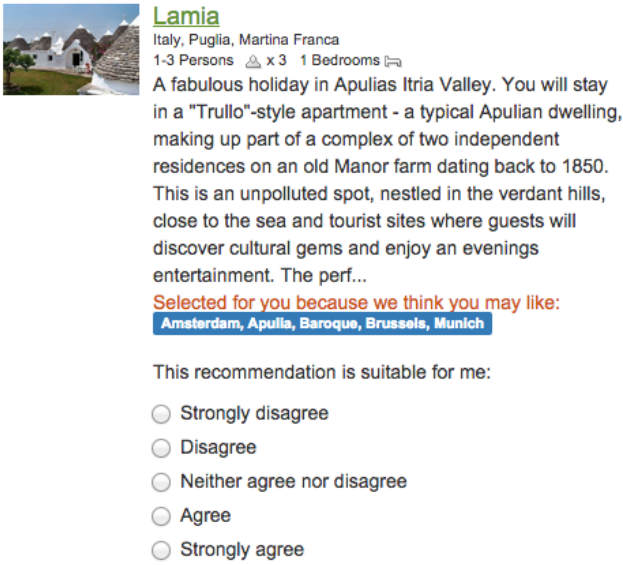 Lamia
Italy, Puglia, Martina Franca
1-3 Persons x 3 1 Bedrooms
A fabulous holiday in Apulias Itria Valley. You will stay
in a "Trullo"-style apartment - a typical Apulian dwelling,
making up part of a complex of two independent
residences on an old Manor farm dating back to 1850.
This is an unpolluted spot, nestled in the verdant hills,
close to the sea and tourist sites where guests will
discover cultural gems and enjoy an evenings
entertainment. The perf...
Selected for you because we think you may like:
Amsterdam, Apulia, Baroque, Brussels, Munich
This recommendation is suitable for me:
Strongly disagree
Disagree
Neither agree nor disagree
Agree
Strongly agree